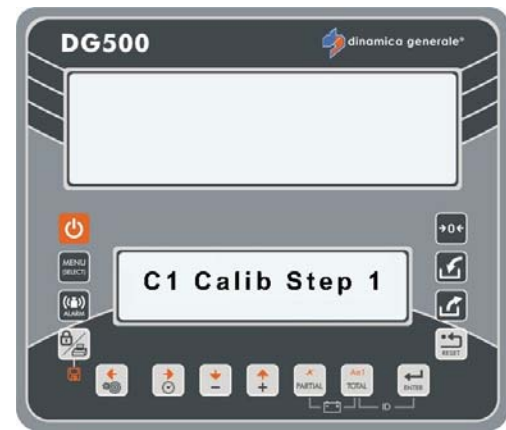 DG500
dinamica generale®
→0←
MENU
(SELECT)
C1 Calib Step 1
ALARM
RESET
− + PARTIAL TOTAL ENTER
ID